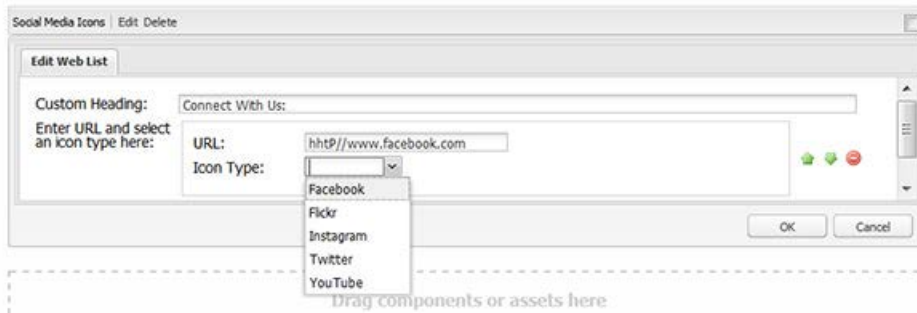 Social Media Icons Edit Delete
Edit Web List
Custom Heading: Connect With Us:
Enter URL and select
an icon type here:
URL: hhtP//www.facebook.com
Icon Type:
Facebook
Flickr
Instagram
Twitter
YouTube
OK Cancel
Drag components or assets here